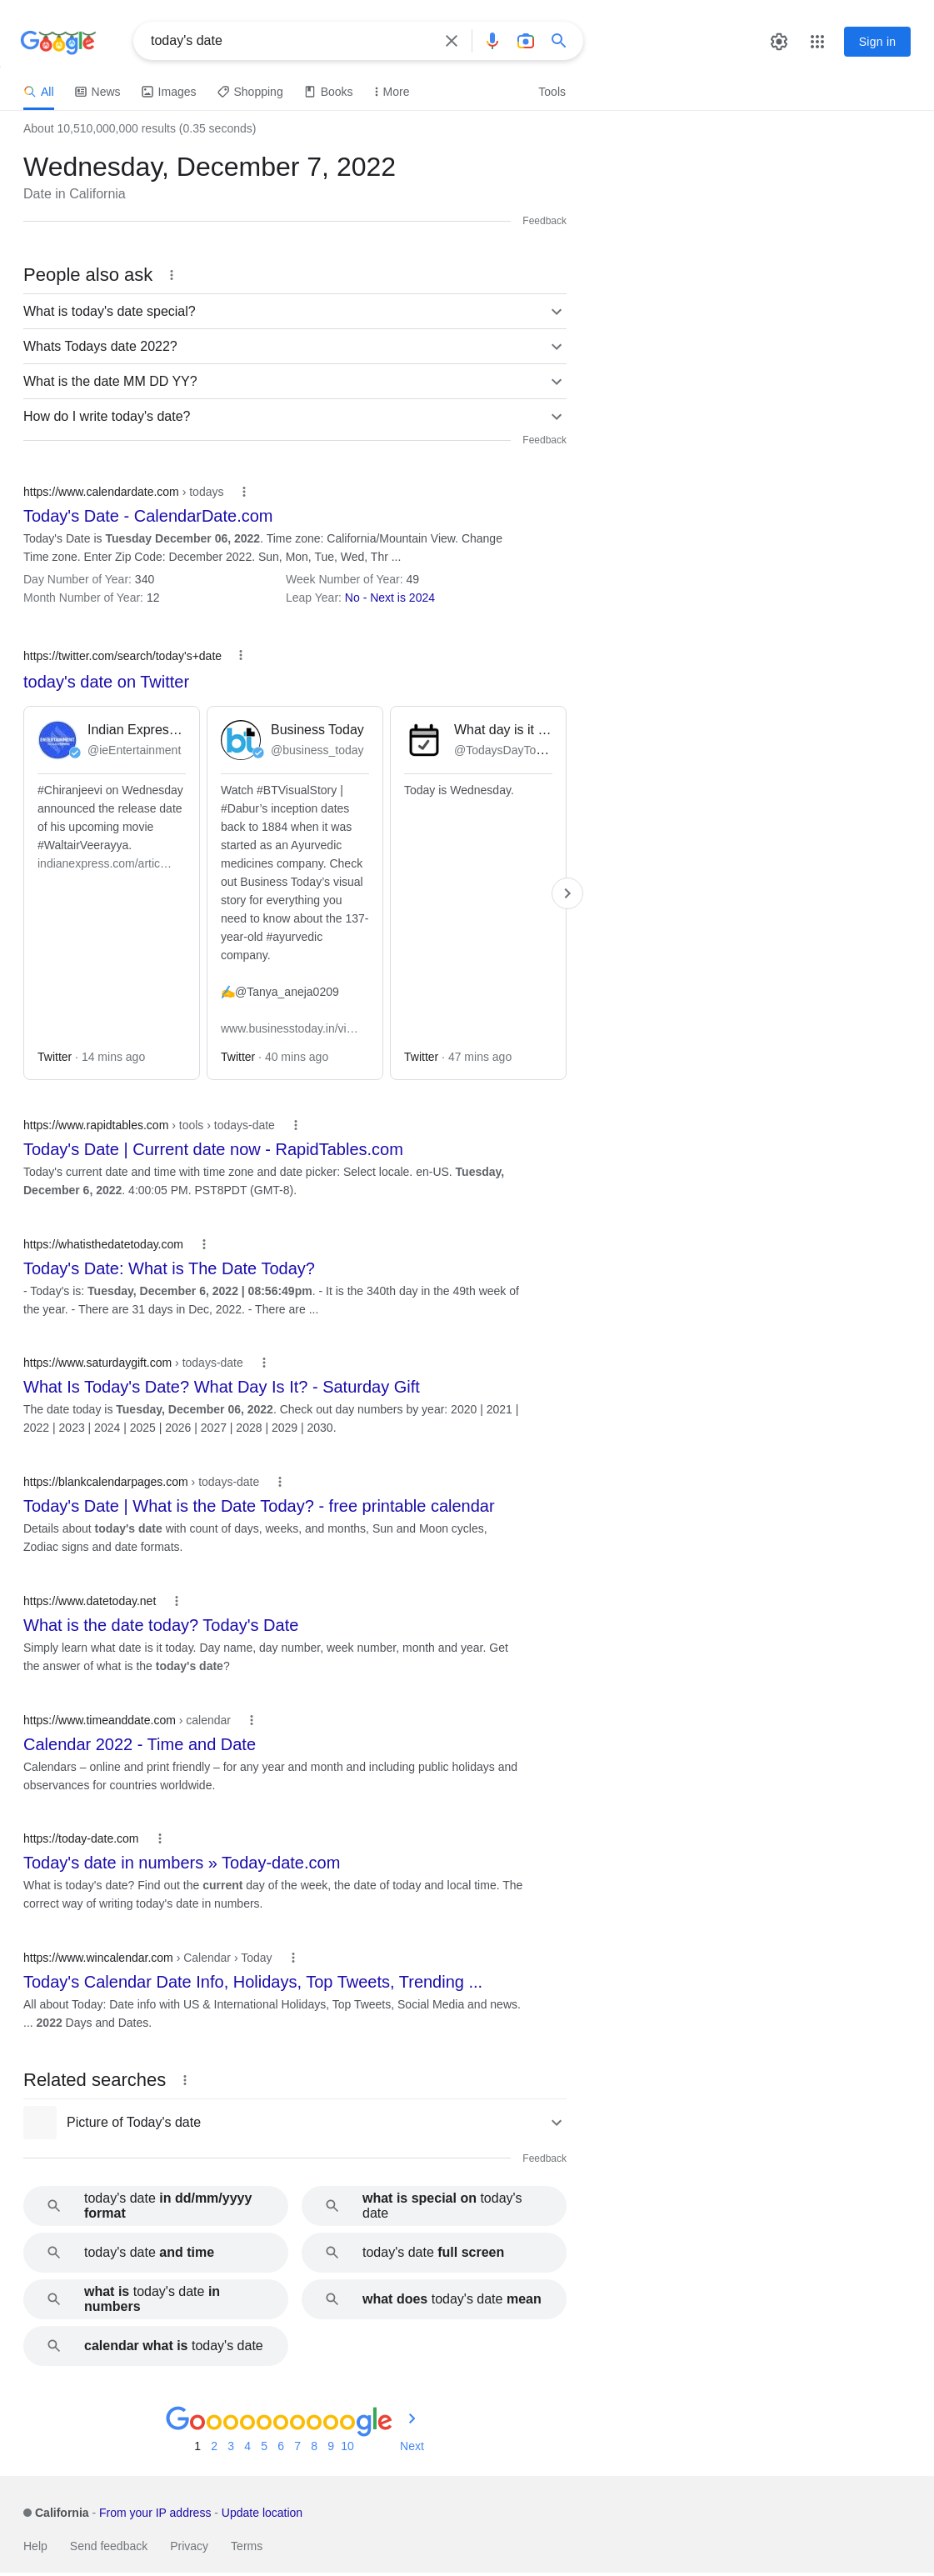 Google
today's date
Sign in
All News Images Shopping Books More Tools
About 10,510,000,000 results (0.35 seconds)
Wednesday, December 7, 2022
Date in California
Feedback
People also ask
What is today's date special?
Whats Todays date 2022?
What is the date MM DD YY?
How do I write today's date?
Feedback
https://www.calendardate.com › todays
Today's Date - CalendarDate.com
Today's Date is Tuesday December 06, 2022. Time zone: California/Mountain View. Change
Time zone. Enter Zip Code: December 2022. Sun, Mon, Tue, Wed, Thr ...
Day Number of Year: 340 Week Number of Year: 49
Month Number of Year: 12 Leap Year: No - Next is 2024
https://twitter.com/search/today's+date
today's date on Twitter
Indian Expres…
@ieEntertainment
#Chiranjeevi on Wednesday
announced the release date
of his upcoming movie
#WaltairVeerayya.
indianexpress.com/artic…
Twitter · 14 mins ago
Business Today
@business_today
Watch #BTVisualStory |
#Dabur's inception dates
back to 1884 when it was
started as an Ayurvedic
medicines company. Check
out Business Today's visual
story for everything you
need to know about the 137-
year-old #ayurvedic
company.
✍@Tanya_aneja0209
www.businesstoday.in/vi…
Twitter · 40 mins ago
What day is it …
@TodaysDayTo…
Today is Wednesday.
Twitter · 47 mins ago
https://www.rapidtables.com › tools › todays-date
Today's Date | Current date now - RapidTables.com
Today's current date and time with time zone and date picker: Select locale. en-US. Tuesday,
December 6, 2022. 4:00:05 PM. PST8PDT (GMT-8).
https://whatisthedatetoday.com
Today's Date: What is The Date Today?
- Today's is: Tuesday, December 6, 2022 | 08:56:49pm. - It is the 340th day in the 49th week of
the year. - There are 31 days in Dec, 2022. - There are ...
https://www.saturdaygift.com › todays-date
What Is Today's Date? What Day Is It? - Saturday Gift
The date today is Tuesday, December 06, 2022. Check out day numbers by year: 2020 | 2021 |
2022 | 2023 | 2024 | 2025 | 2026 | 2027 | 2028 | 2029 | 2030.
https://blankcalendarpages.com › todays-date
Today's Date | What is the Date Today? - free printable calendar
Details about today's date with count of days, weeks, and months, Sun and Moon cycles,
Zodiac signs and date formats.
https://www.datetoday.net
What is the date today? Today's Date
Simply learn what date is it today. Day name, day number, week number, month and year. Get
the answer of what is the today's date?
https://www.timeanddate.com › calendar
Calendar 2022 - Time and Date
Calendars – online and print friendly – for any year and month and including public holidays and
observances for countries worldwide.
https://today-date.com
Today's date in numbers » Today-date.com
What is today's date? Find out the current day of the week, the date of today and local time. The
correct way of writing today's date in numbers.
https://www.wincalendar.com › Calendar › Today
Today's Calendar Date Info, Holidays, Top Tweets, Trending ...
All about Today: Date info with US & International Holidays, Top Tweets, Social Media and news.
... 2022 Days and Dates.
Related searches
Picture of Today's date
Feedback
today's date in dd/mm/yyyy
format
what is special on today's
date
today's date and time
today's date full screen
what is today's date in
numbers
what does today's date mean
calendar what is today's date
Goooooooooogle
1 2 3 4 5 6 7 8 9 10 Next
California - From your IP address - Update location
Help Send feedback Privacy Terms